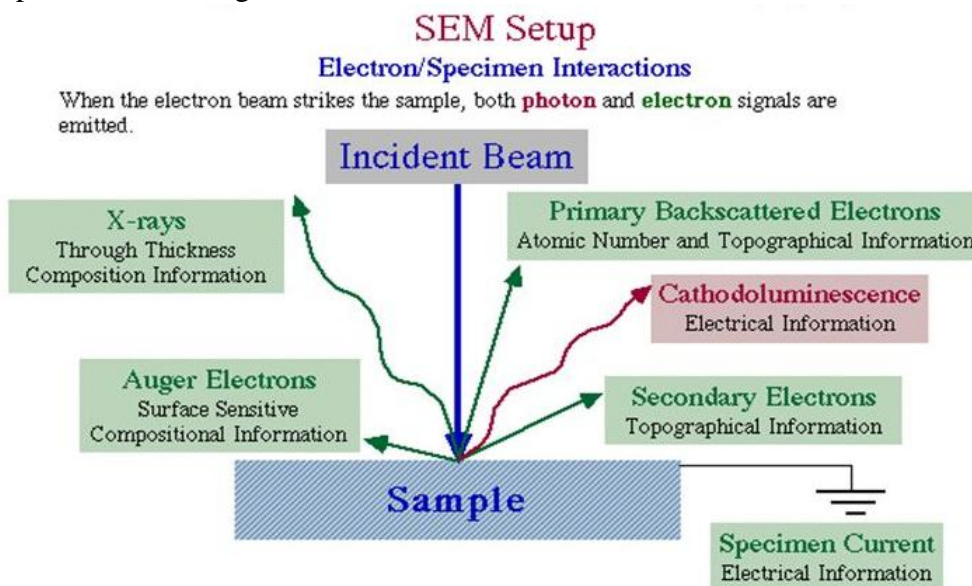 SEM Setup
Electron/Specimen Interactions
When the electron beam strikes the sample, both photon and electron signals are
emitted.
Incident Beam
X-rays
Through Thickness
Composition Information
Primary Backscattered Electrons
Atomic Number and Topographical Information
Cathodoluminescence
Electrical Information
Auger Electrons
Surface Sensitive
Compositional Information
Secondary Electrons
Topographical Information
Sample
Specimen Current
Electrical Information